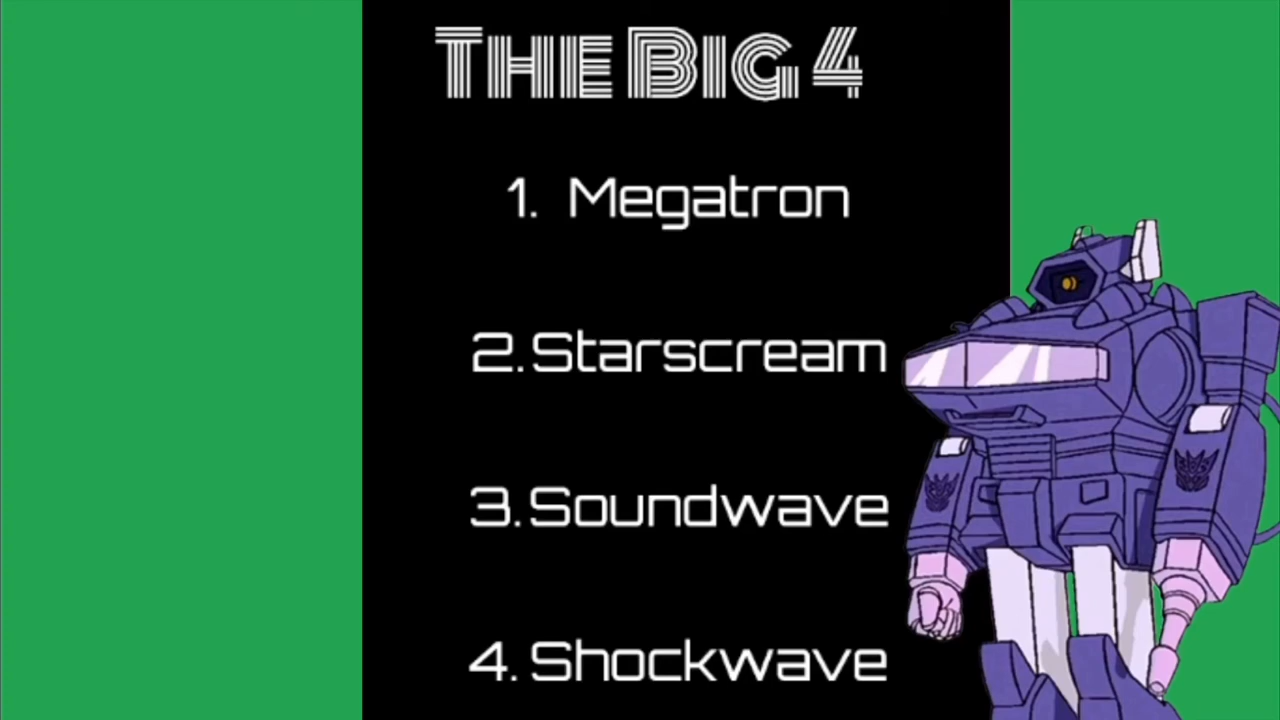 The Big 4
1. Megatron
2. Starscream
3. Soundwave
4. Shockwave